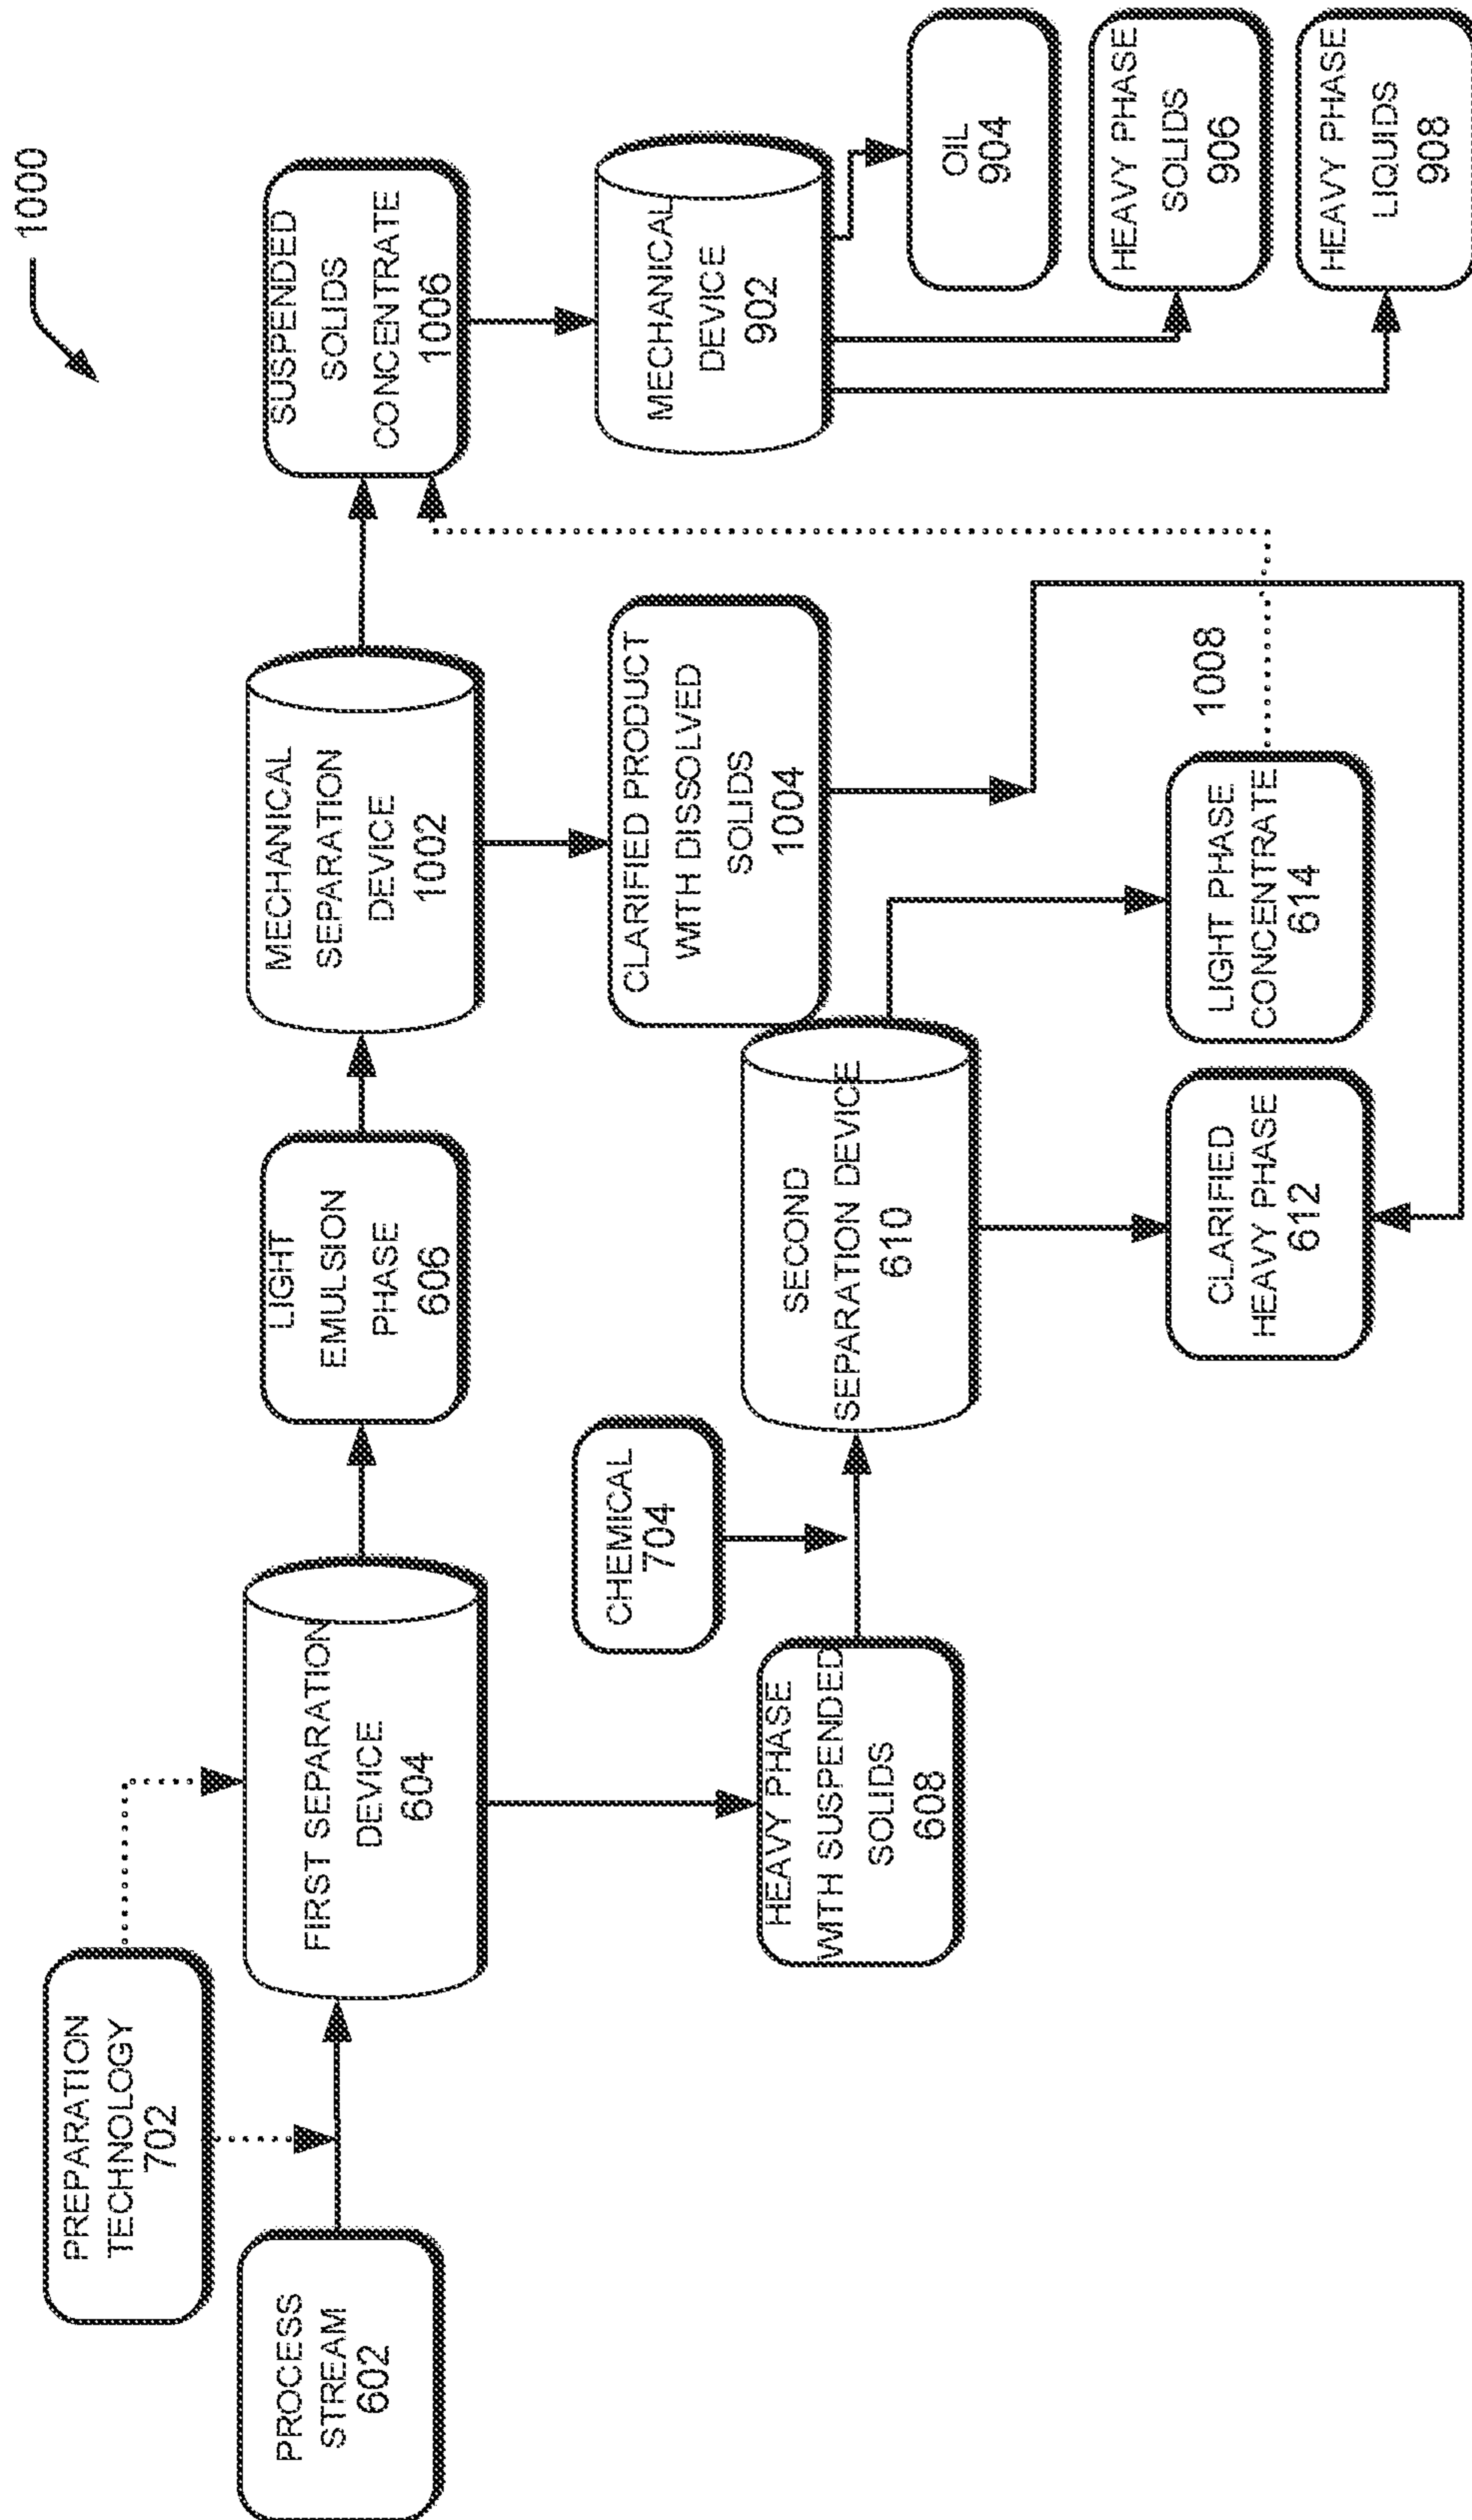 1000
PREPARATION
TECHNOLOGY
702
PROCESS
STREAM
602
FIRST SEPARATION
DEVICE
604
LIGHT
EMULSION
PHASE
606
MECHANICAL
SEPARATION
DEVICE
1002
SUSPENDED
SOLIDS
CONCENTRATE
1006
CHEMICAL
704
HEAVY PHASE
WITH SUSPENDED
SOLIDS
608
SECOND
SEPARATION DEVICE
610
CLARIFIED PRODUCT
WITH DISSOLVED
SOLIDS
1004
MECHANICAL
DEVICE
902
CLARIFIED
HEAVY PHASE
612
LIGHT PHASE
CONCENTRATE
614
1008
OIL
904
HEAVY PHASE
SOLIDS
906
HEAVY PHASE
LIQUIDS
908